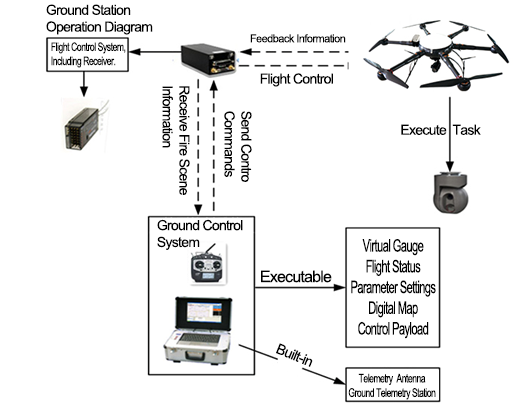 Ground Station
Operation Diagram
Flight Control System,
Including Receiver.
Feedback Information
Flight Control
Receive Fire Scene
Information
Send Contro
Commands
Execute Task
Ground Control
System
Executable
Virtual Gauge
Flight Status
Parameter Settings
Digital Map
Control Payload
Built-in
Telemetry Antenna
Ground Telemetry Station